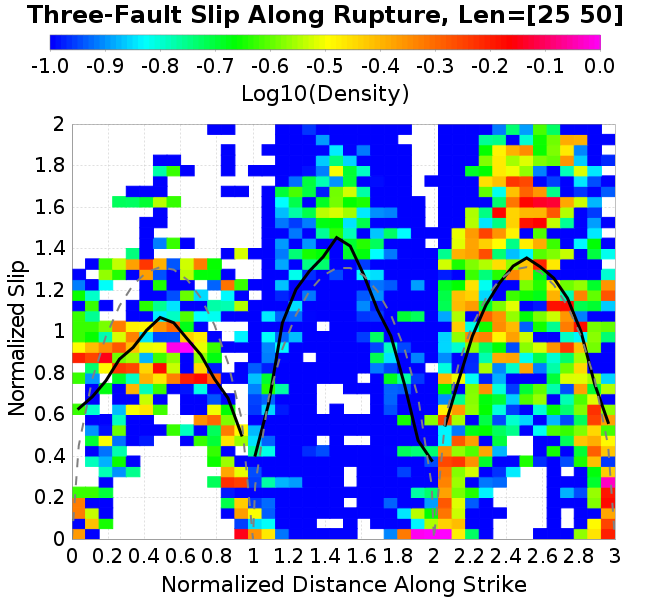 Three-Fault Slip Along Rupture, Len=[25 50]
-1.0 -0.9 -0.8 -0.7 -0.6 -0.5 -0.4 -0.3 -0.2 -0.1 0.0
Log10(Density)
2
1.8
1.6
1.4
1.2
1
0.8
0.6
0.4
0.2
0
Normalized Slip
0 0.2 0.4 0.6 0.8 1 1.2 1.4 1.6 1.8 2 2.2 2.4 2.6 2.8 3
Normalized Distance Along Strike